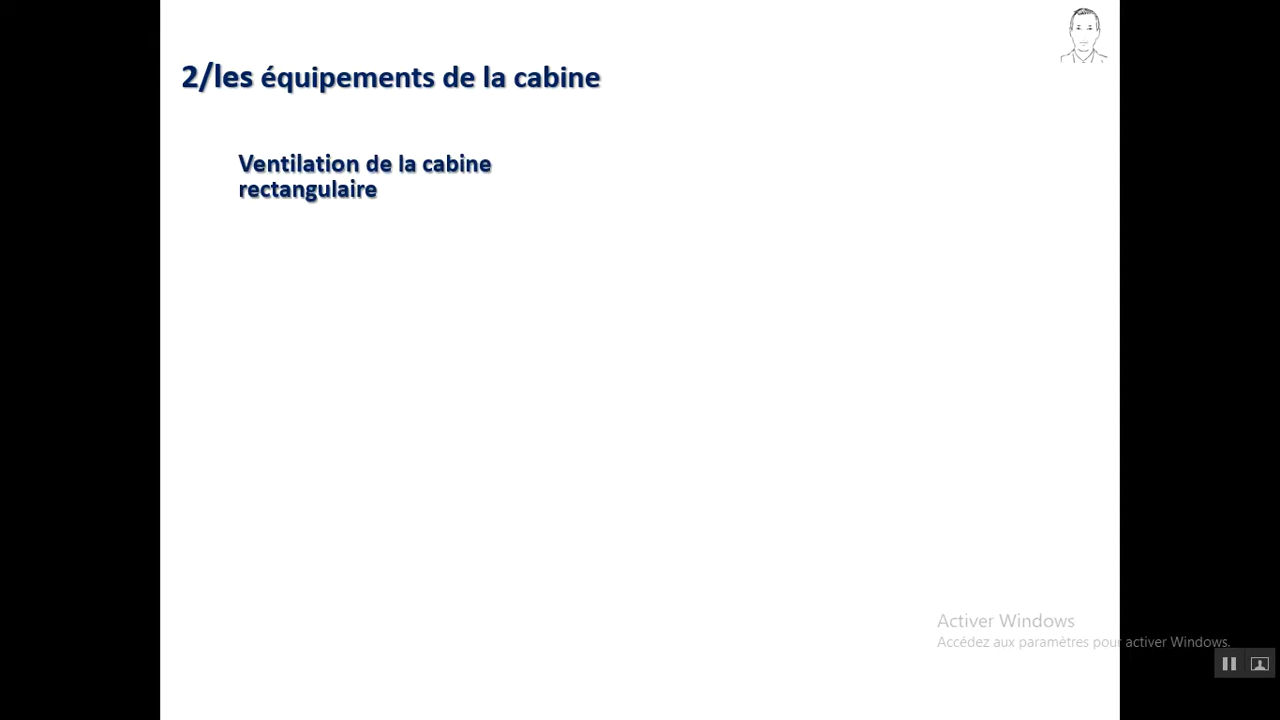 2/les équipements de la cabine
Ventilation de la cabine
rectangulaire
Activer Windows
Accédez aux paramètres pour activer Windows.